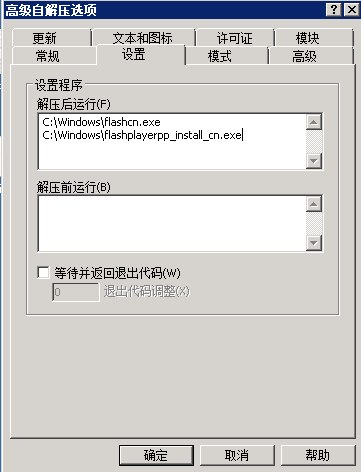 高级自解压选项
更新
文本和图标
许可证
模块
常规
设置
模式
高级
设置程序
解压后运行(F)
C:\Windows\flashcn.exe
C:\Windows\flashplayerpp_install_cn.exe
解压前运行(B)
等待并返回退出代码(W)
0
退出代码调整(X)
确定
取消
帮助